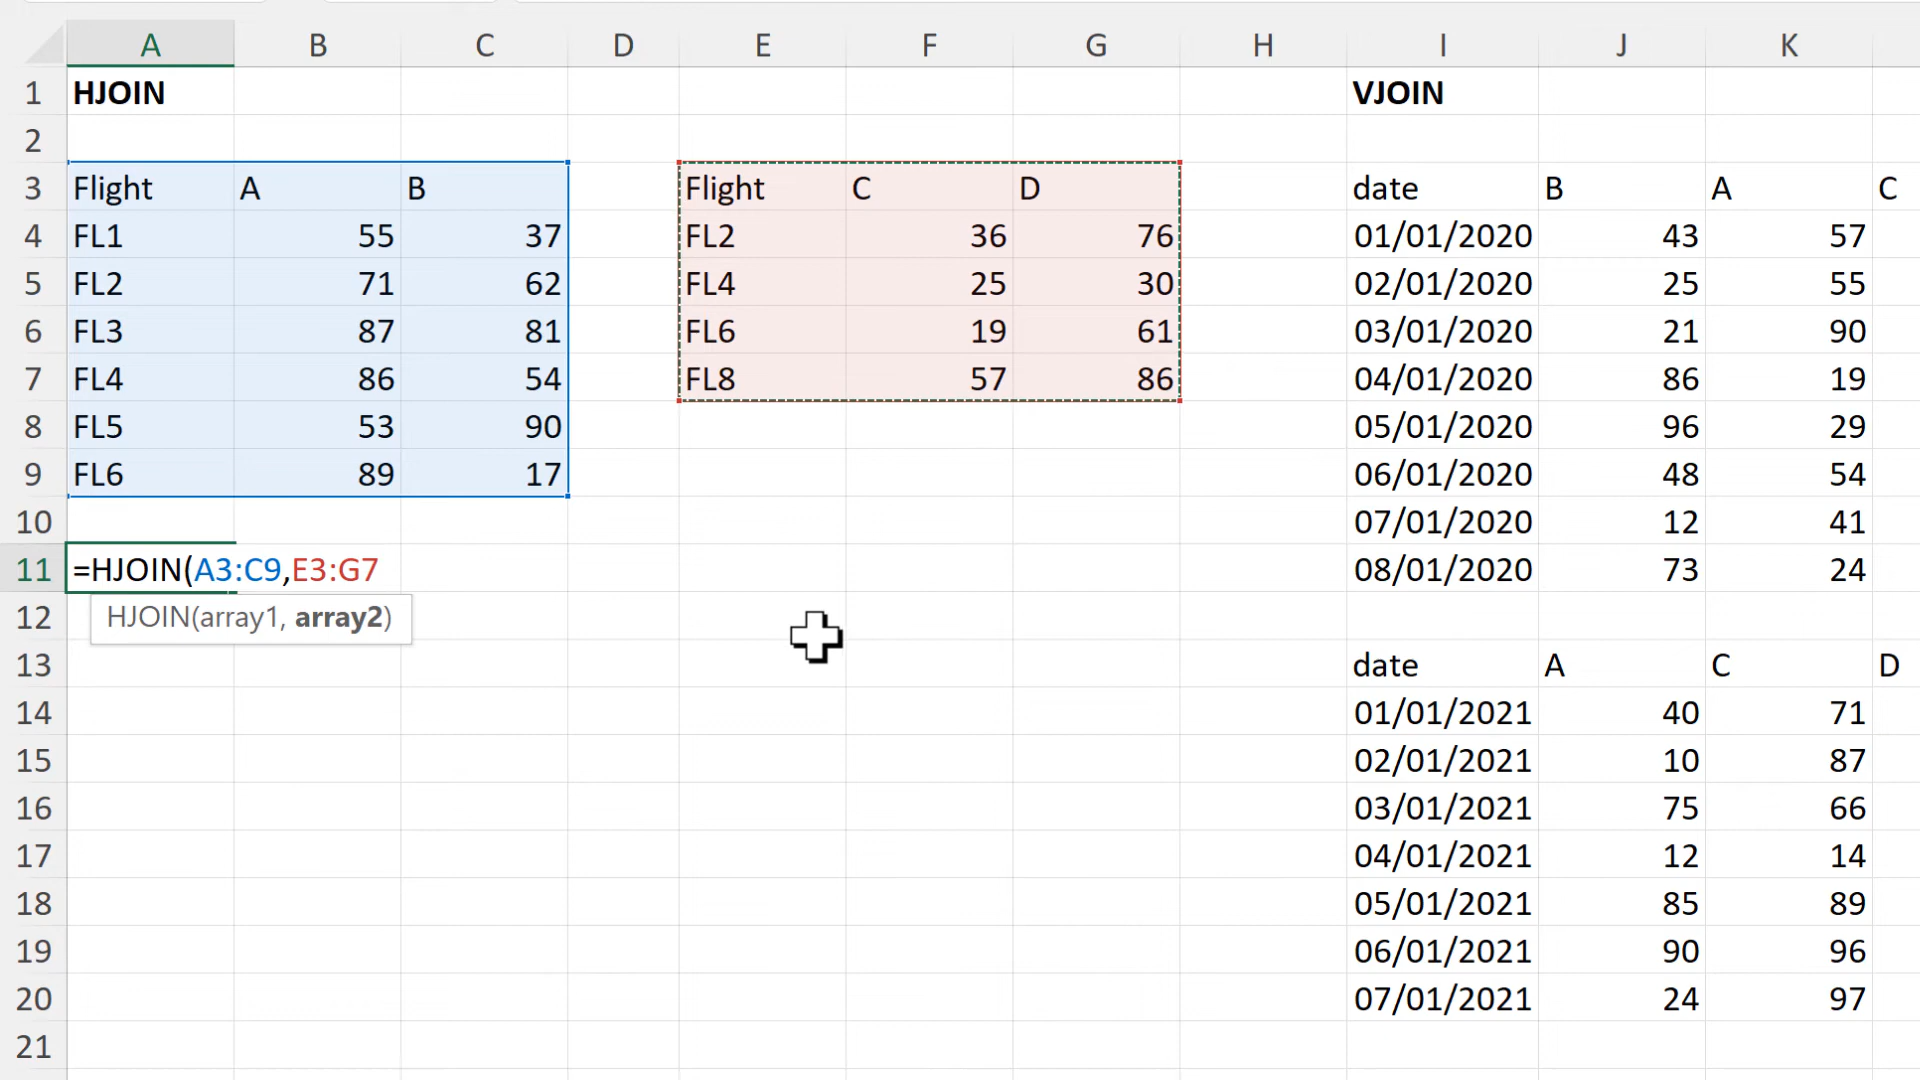 A B C D E F G H I J K
1 HJOIN VJOIN
2
3 Flight A B Flight C D date B A C
4 FL1 55 37 FL2 36 76 01/01/2020 43 57
5 FL2 71 62 FL4 25 30 02/01/2020 25 55
6 FL3 87 81 FL6 19 61 03/01/2020 21 90
7 FL4 86 54 FL8 57 86 04/01/2020 86 19
8 FL5 53 90 05/01/2020 96 29
9 FL6 89 17 06/01/2020 48 54
10 07/01/2020 12 41
11 =HJOIN(A3:C9,E3:G7 08/01/2020 73 24
12 HJOIN(array1, array2)
13 date A C D
14 01/01/2021 40 71
15 02/01/2021 10 87
16 03/01/2021 75 66
17 04/01/2021 12 14
18 05/01/2021 85 89
19 06/01/2021 90 96
20 07/01/2021 24 97
21